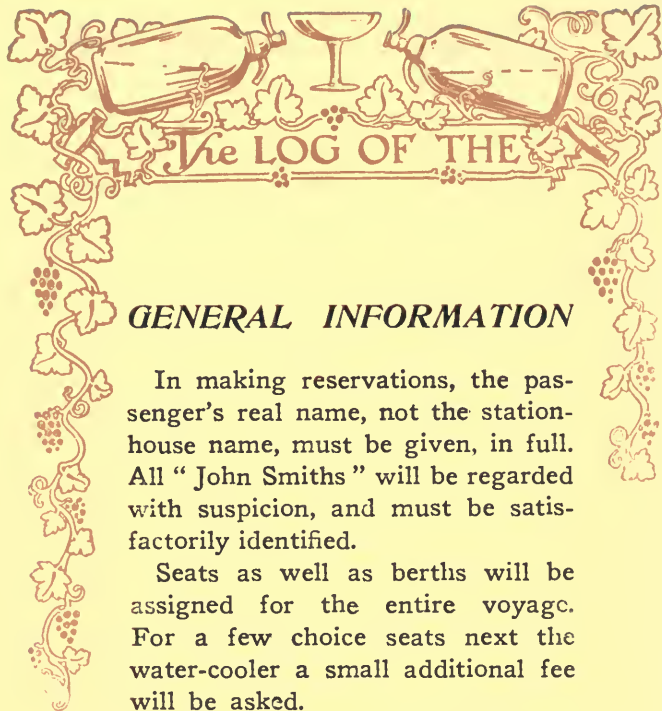 The LOG OF THE
GENERAL INFORMATION
In making reservations, the pas-
senger's real name, not the station-
house name, must be given, in full.
All “ John Smiths ” will be regarded
with suspicion, and must be satis-
factorily identified.
Seats as well as berths will be
assigned for the entire voyage.
For a few choice seats next the
water-cooler a small additional fee
will be asked.